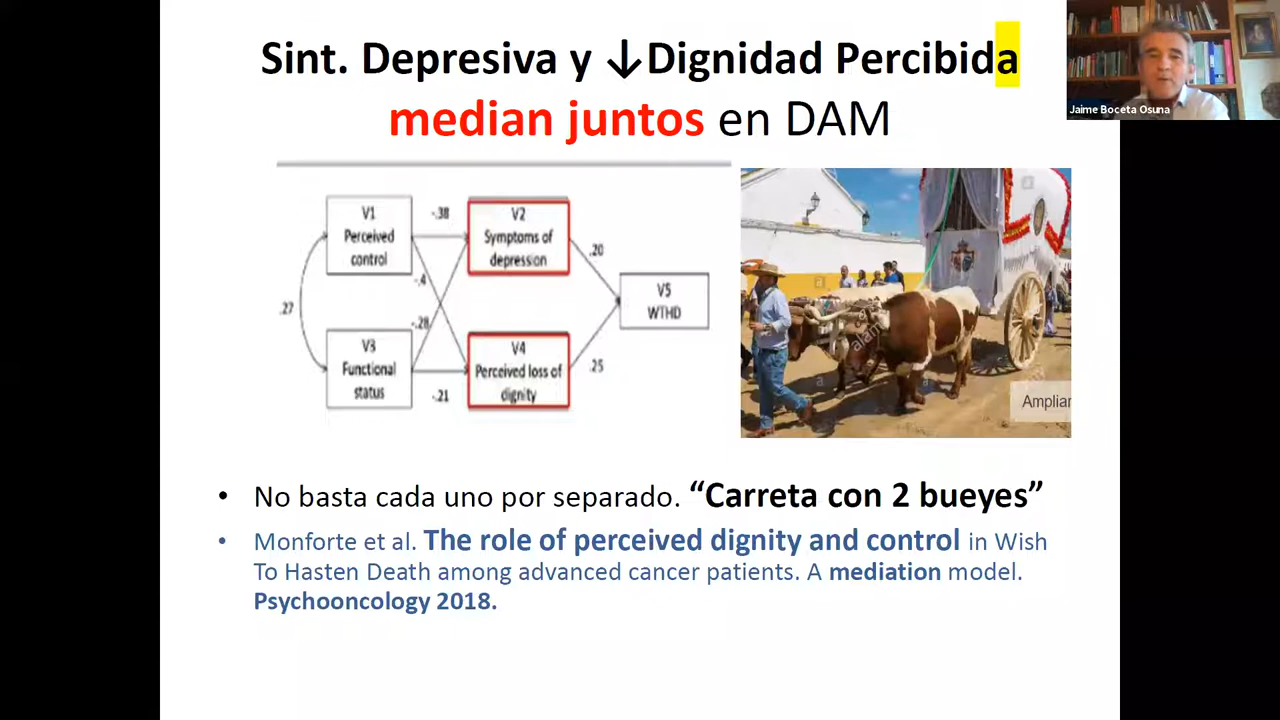 Sint. Depresiva y ↓Dignidad Percibida
median juntos en DAM
Jaime Boceta Osuna
V1
Perceived
control
-.38
V2
Symptoms of
depression
.20
-.4
.27
-.28
V5
WTHD
V3
Functional
status
-.21
V4
Perceived loss of
dignity
.25
a
a
alamy
a
a
Ampliar
• No basta cada uno por separado. “Carreta con 2 bueyes”
• Monforte et al. The role of perceived dignity and control in Wish
To Hasten Death among advanced cancer patients. A mediation model.
Psychooncology 2018.